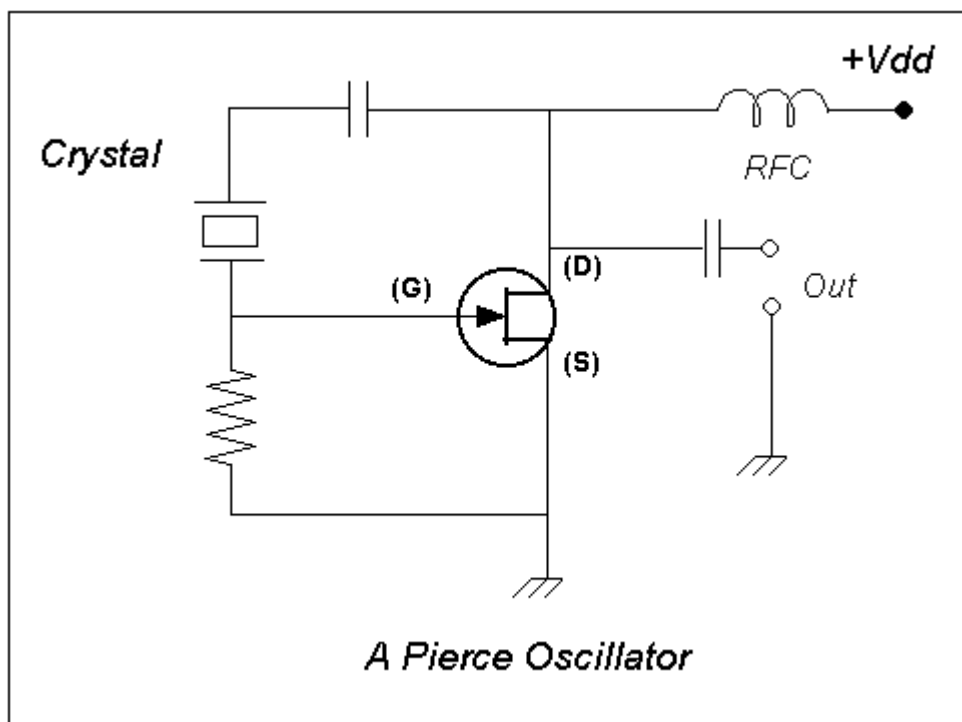 +Vdd
Crystal
RFC
(D)
(G)
Out
(S)
A Pierce Oscillator